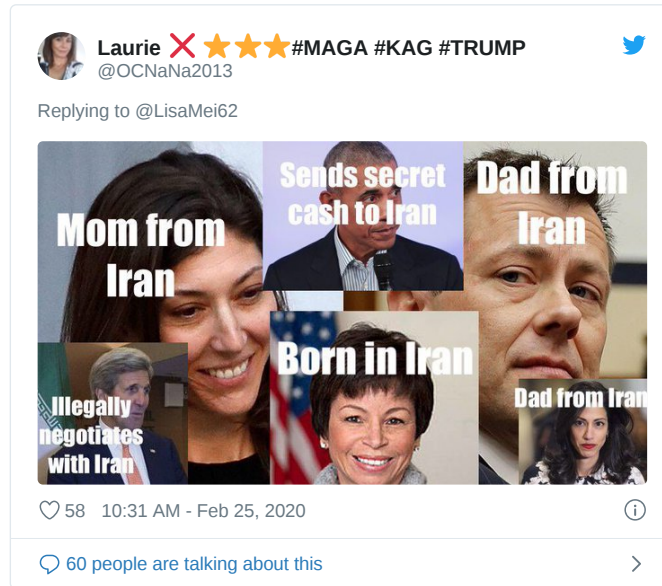 Laurie ❌ ⭐⭐⭐#MAGA #KAG #TRUMP
@OCNaNa2013
Replying to @LisaMei62
Mom from
Iran
Sends secret
cash to Iran
Dad from
Iran
Illegally
negotiates
with Iran
Born in Iran
Dad from Iran
58 10:31 AM - Feb 25, 2020
60 people are talking about this